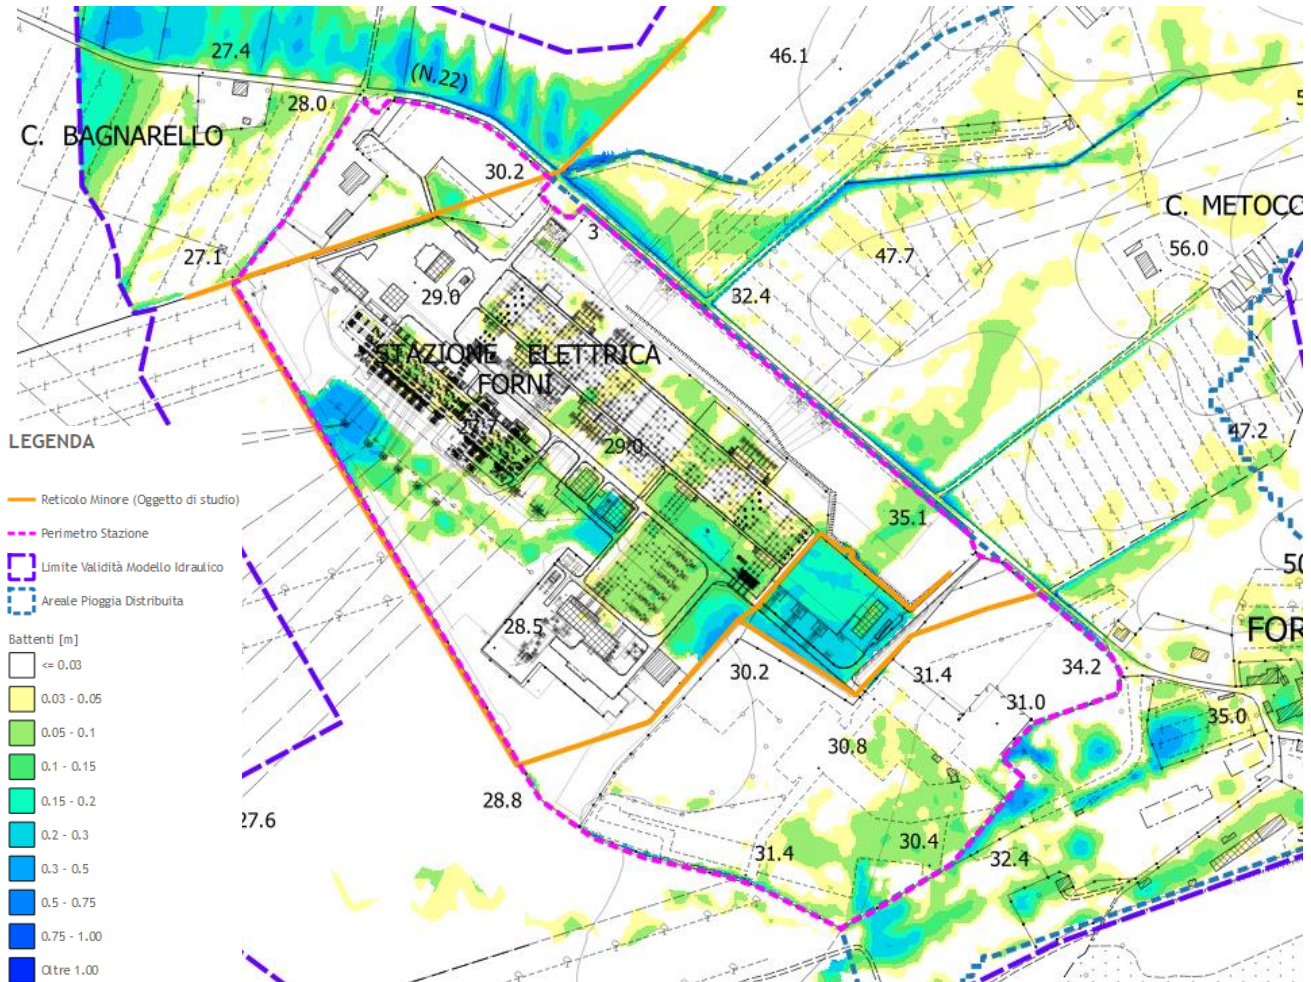 27.4
(N.22)
46.1
28.0
C. BAGNARELLO
30.2
C. METOCO
3
56.0
47.7
27.1
29.0
32.4
STAZIONE ELETTRICA
FORNI
27.7
29.0
47.2
LEGENDA
Reticolo Minore (Oggetto di studio)
35.1
Perimetro Stazione
Limite Validità Modello Idraulico
50
Areale Pioggia Distribuita
28.5
FOR
Battenti [m]
<= 0.03
30.2
31.4
34.2
0.03 - 0.05
31.0
35.0
0.05 - 0.1
30.8
0.1 - 0.15
28.8
0.15 - 0.2
27.6
0.2 - 0.3
31.4
30.4
32.4
0.3 - 0.5
0.5 - 0.75
0.75 - 1.00
Oltre 1.00